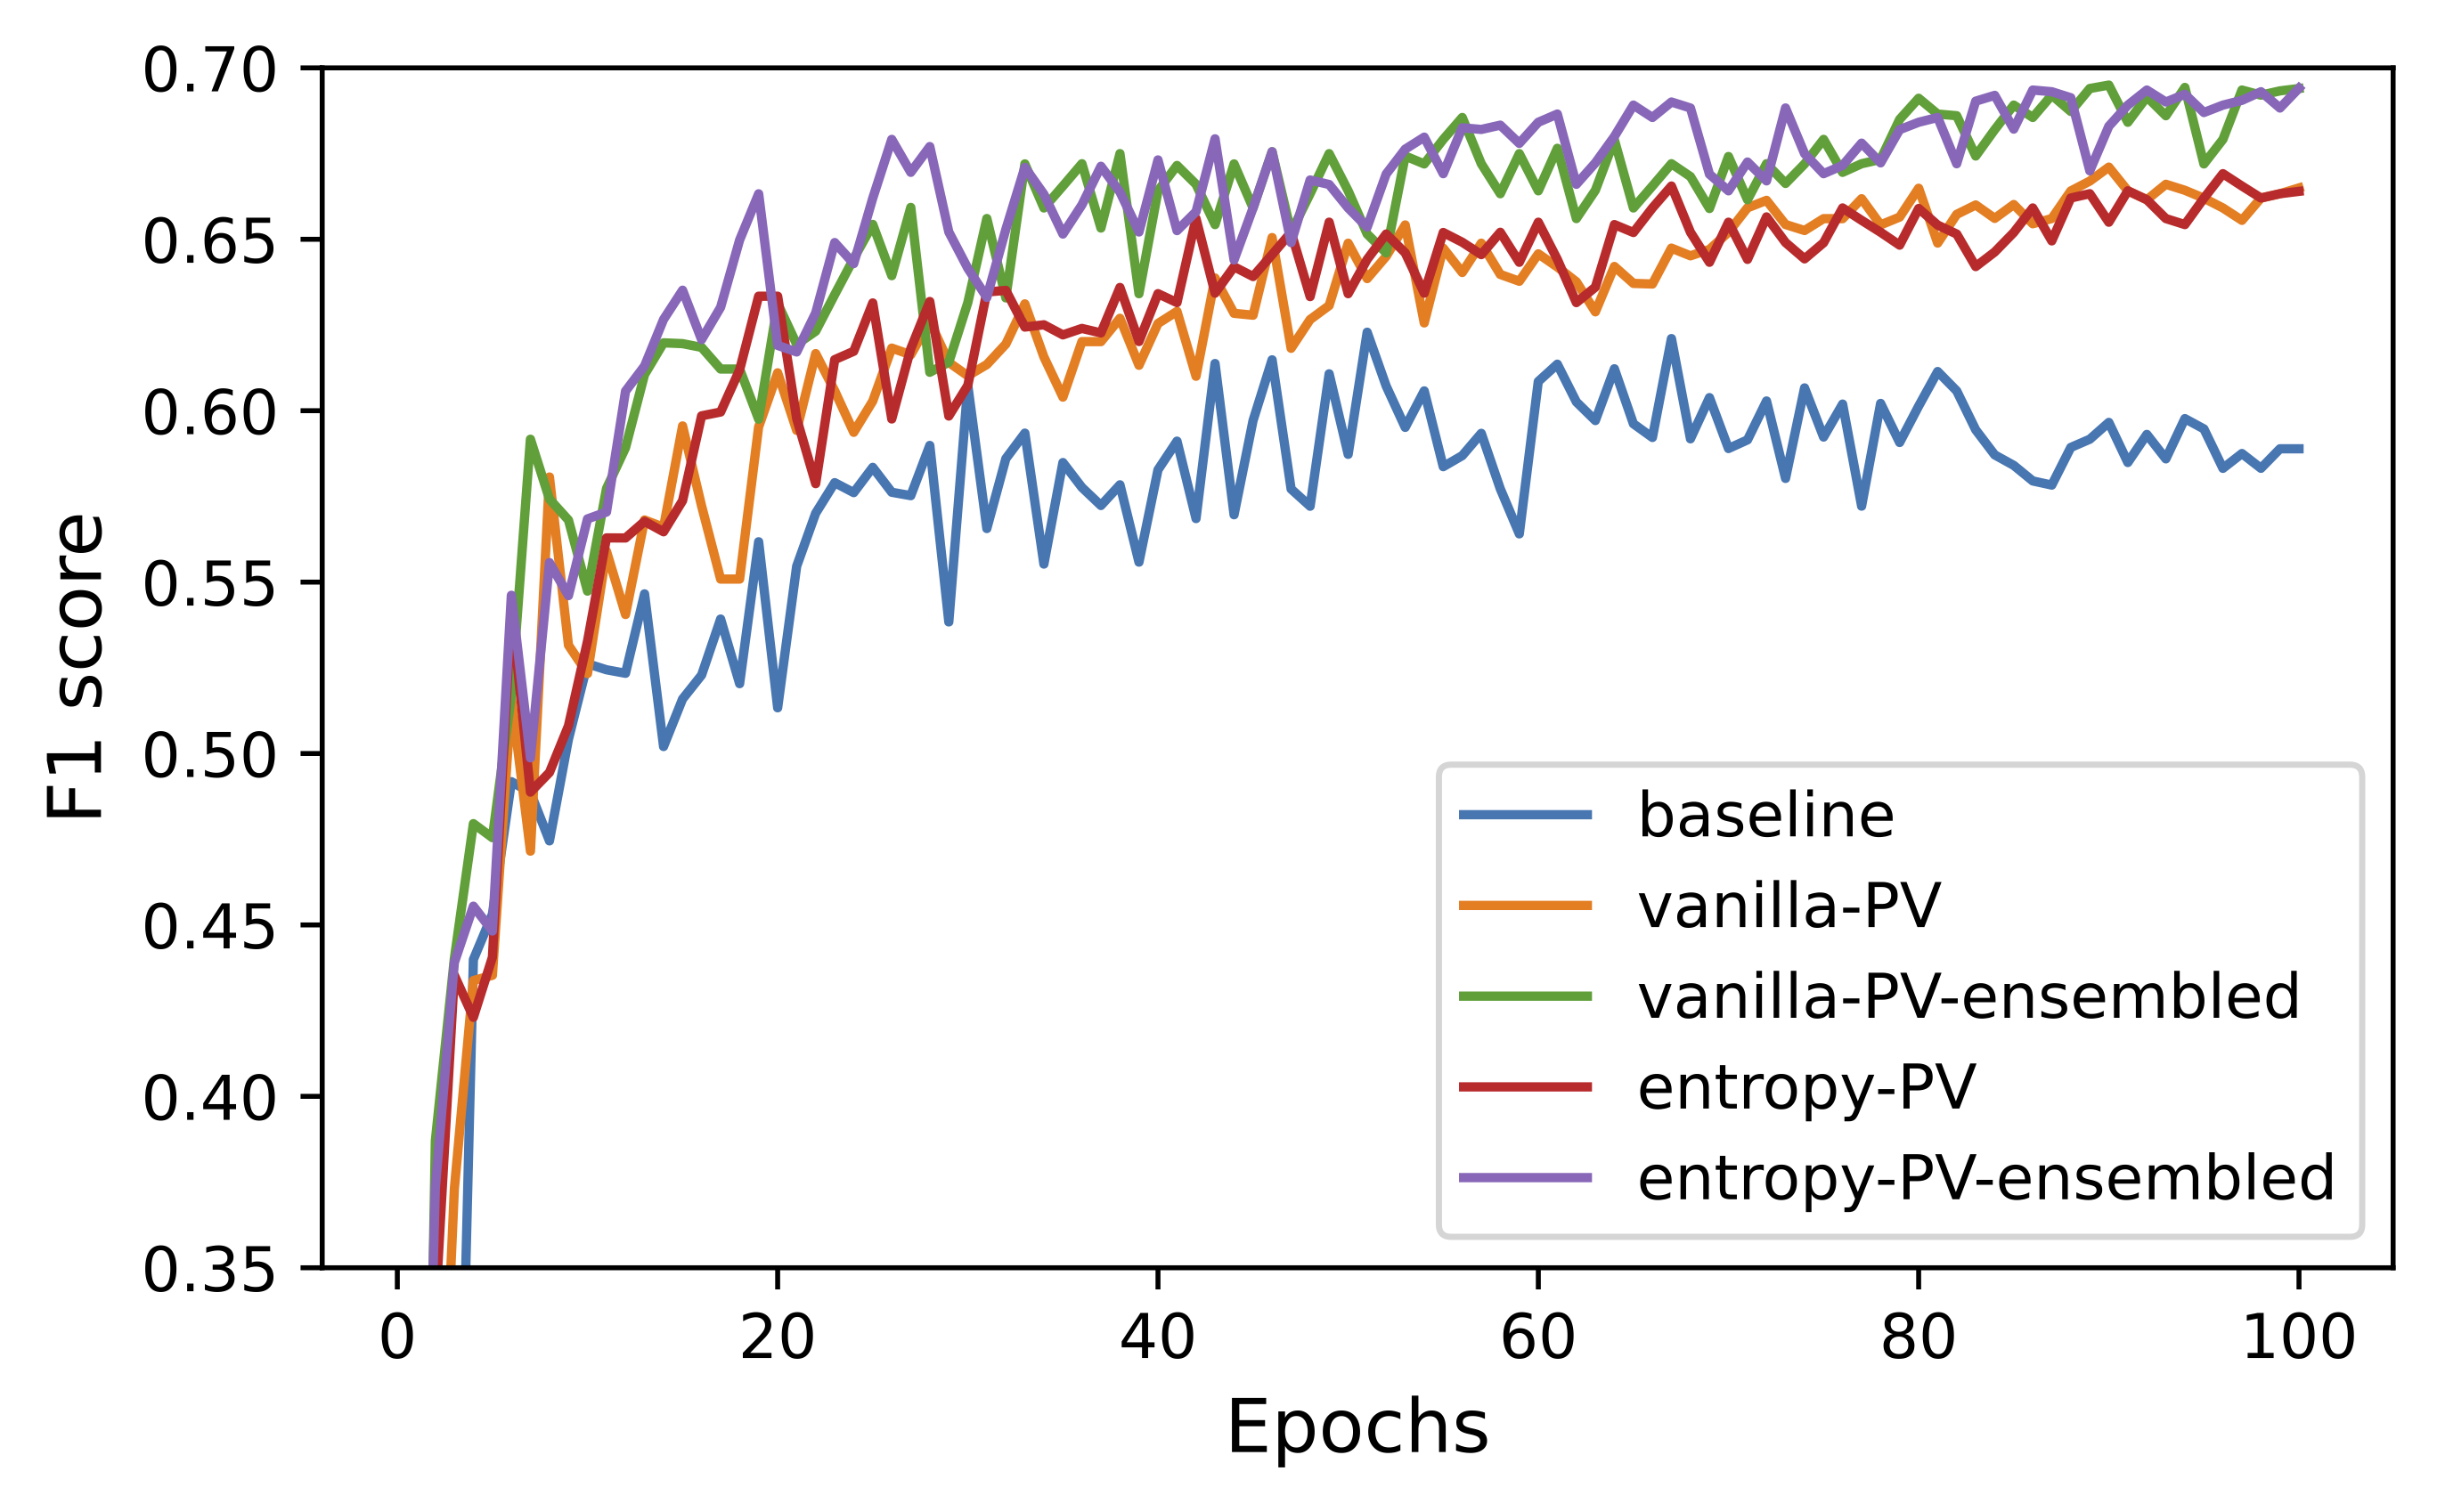 0.70
0.65
0.60
0.55
0.50
0.45
0.40
0.35
F1 score
0 20 40 60 80 100
Epochs
baseline
vanilla-PV
vanilla-PV-ensembled
entropy-PV
entropy-PV-ensembled